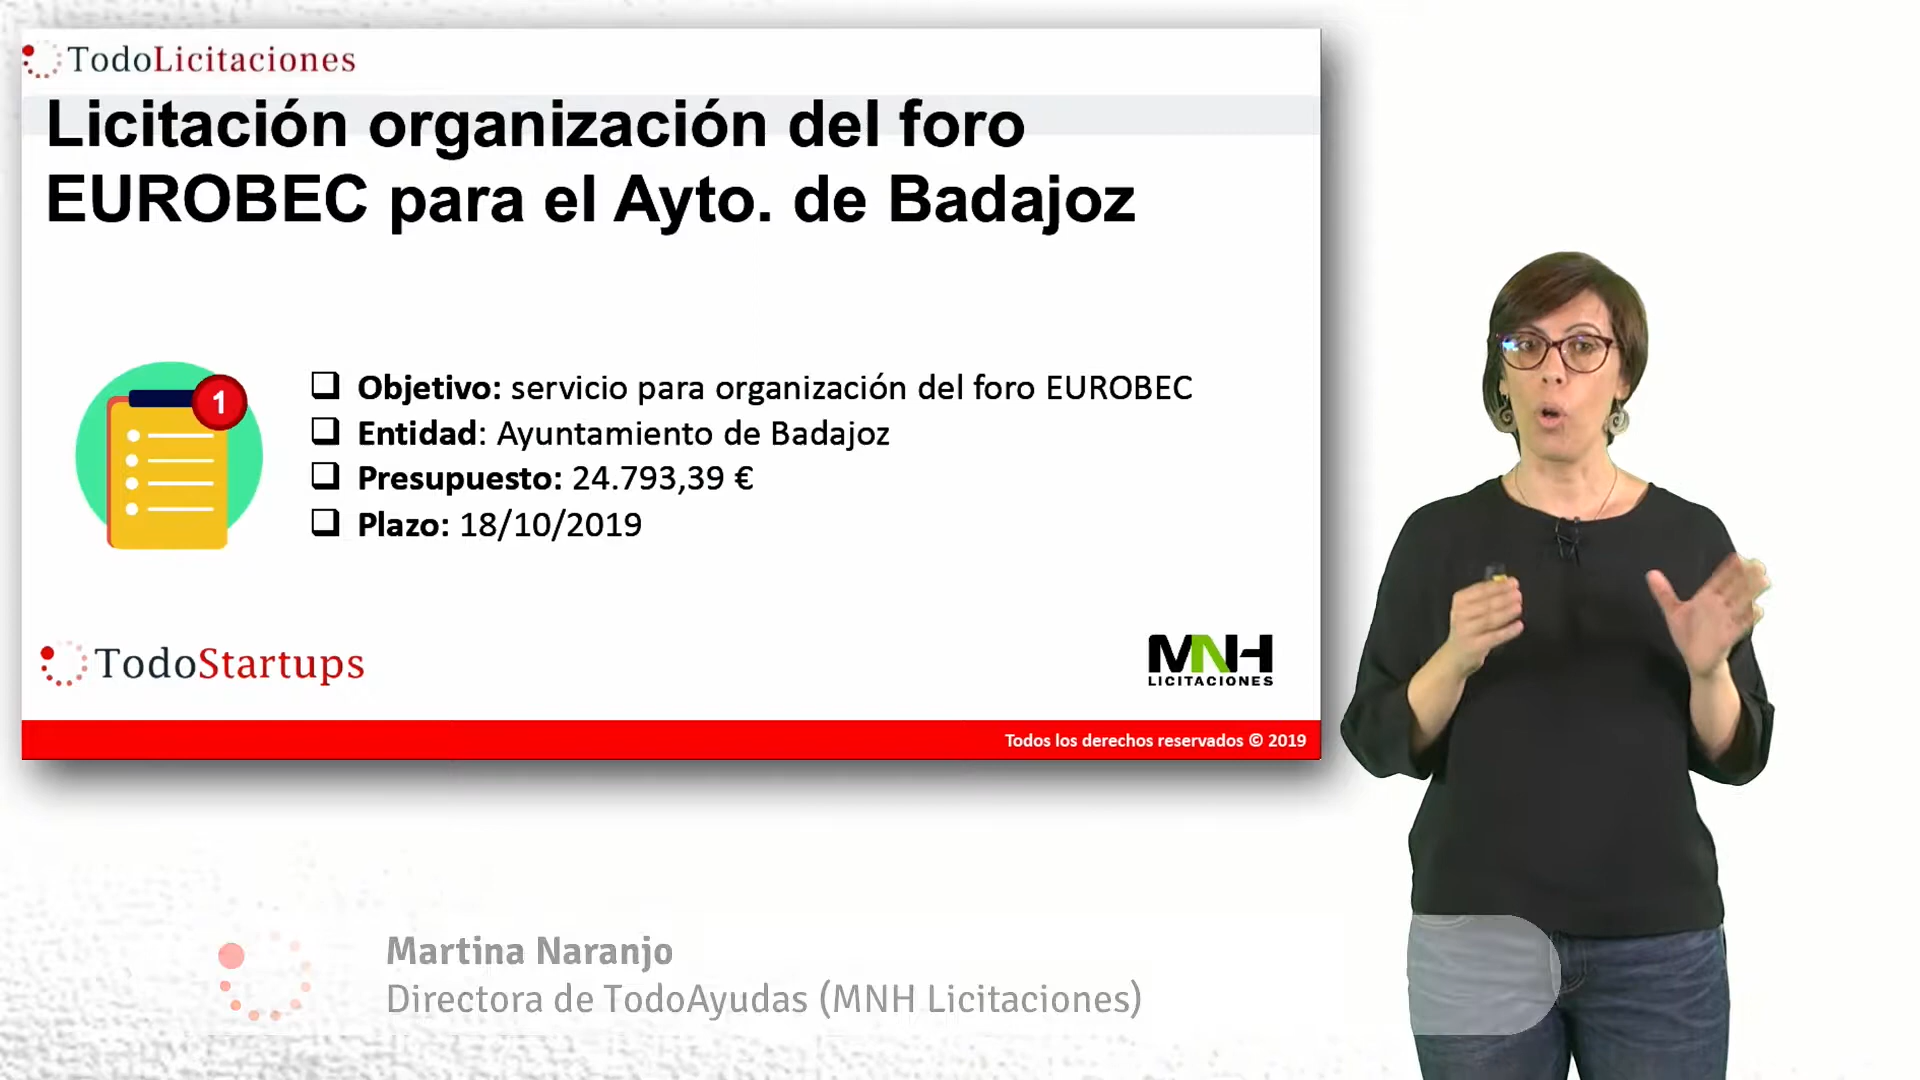 TodoLicitaciones
Licitación organización del foro
EUROBEC para el Ayto. de Badajoz
1
Objetivo: servicio para organización del foro EUROBEC
Entidad: Ayuntamiento de Badajoz
Presupuesto: 24.793,39 €
Plazo: 18/10/2019
TodoStartups
MNH
LICITACIONES
Todos los derechos reservados © 2019
Martina Naranjo
Directora de TodoAyudas (MNH Licitaciones)